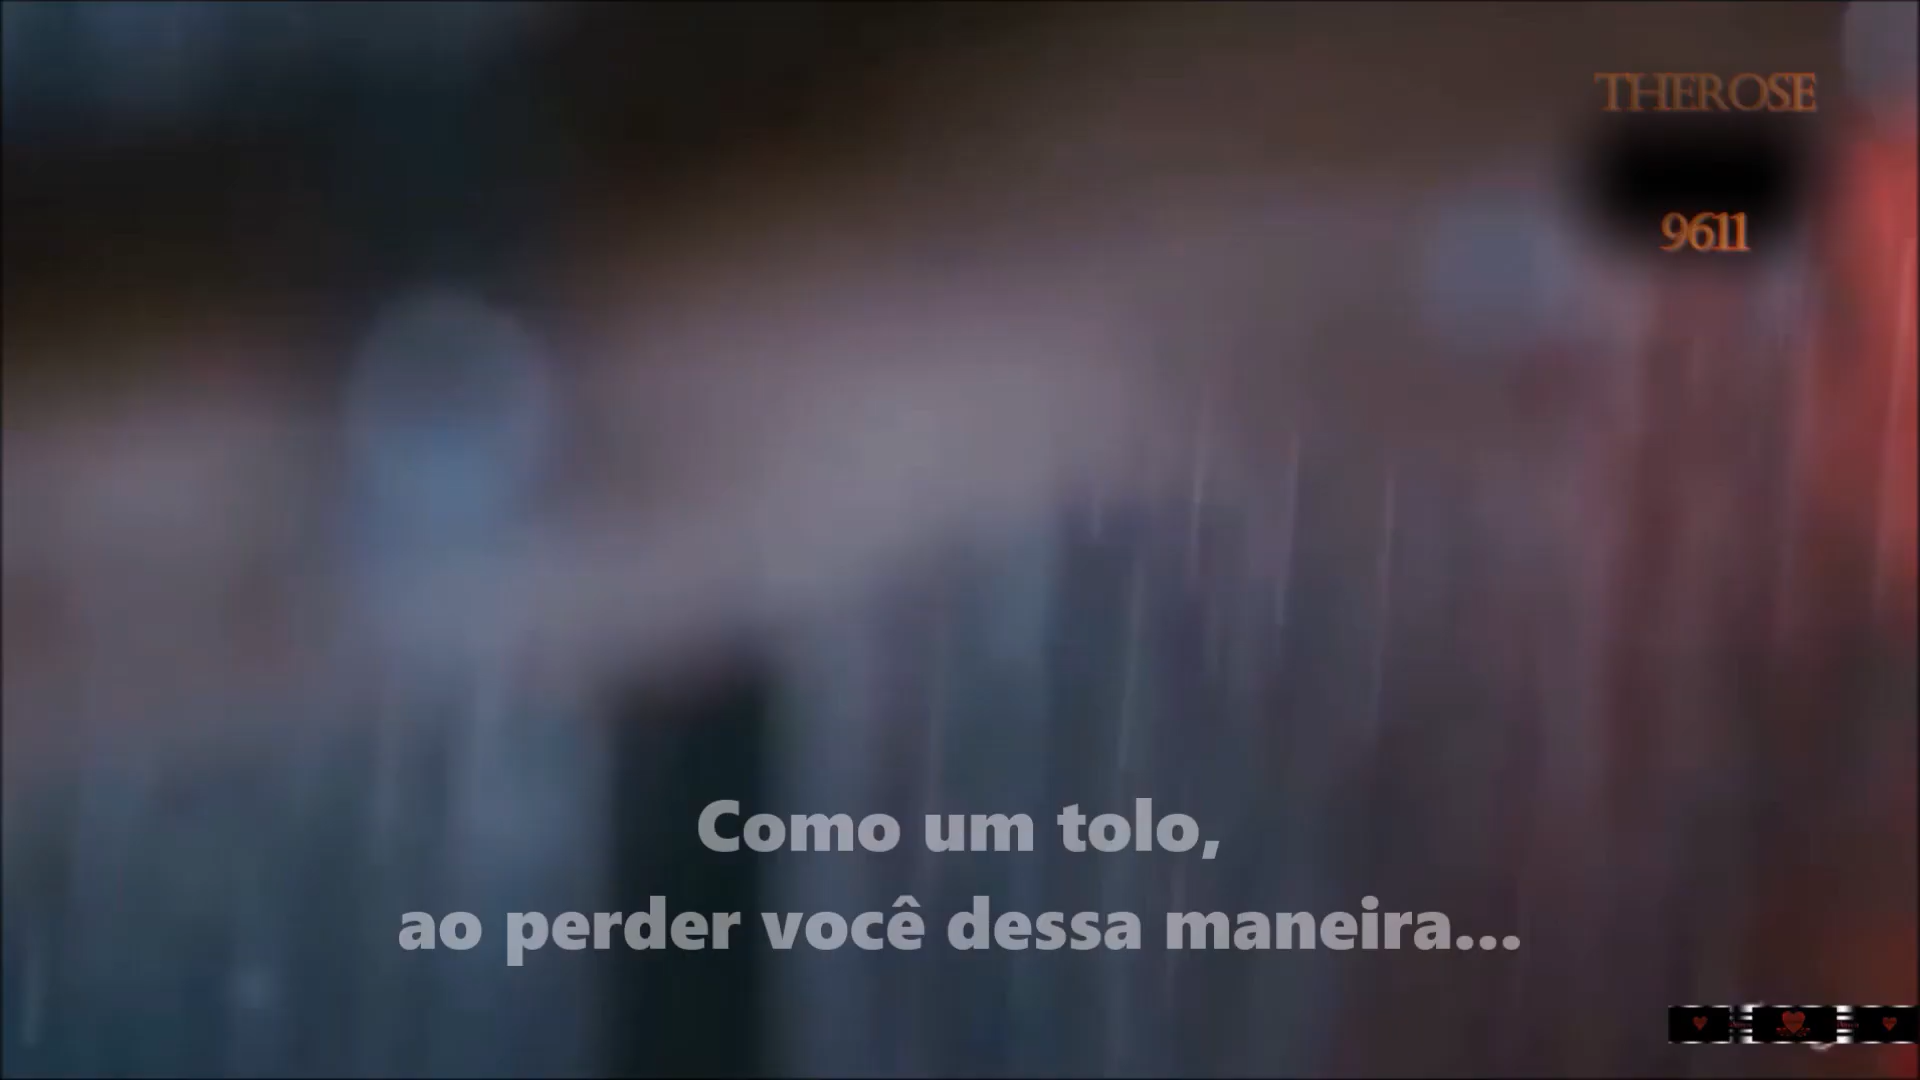 THEROSE
9611
Como um tolo,
ao perder você dessa maneira...